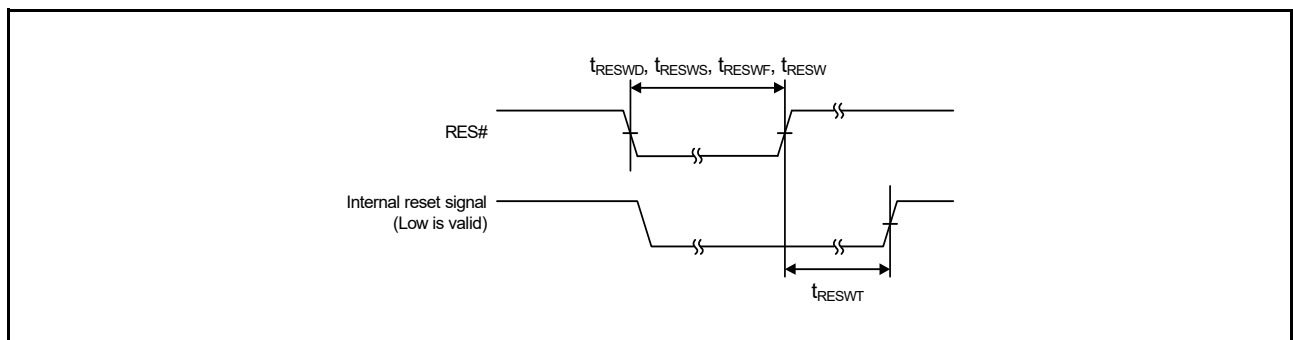 tRESWD, tRESWS, tRESWF, tRESW
RES#
Internal reset signal
(Low is valid)
tRESWT